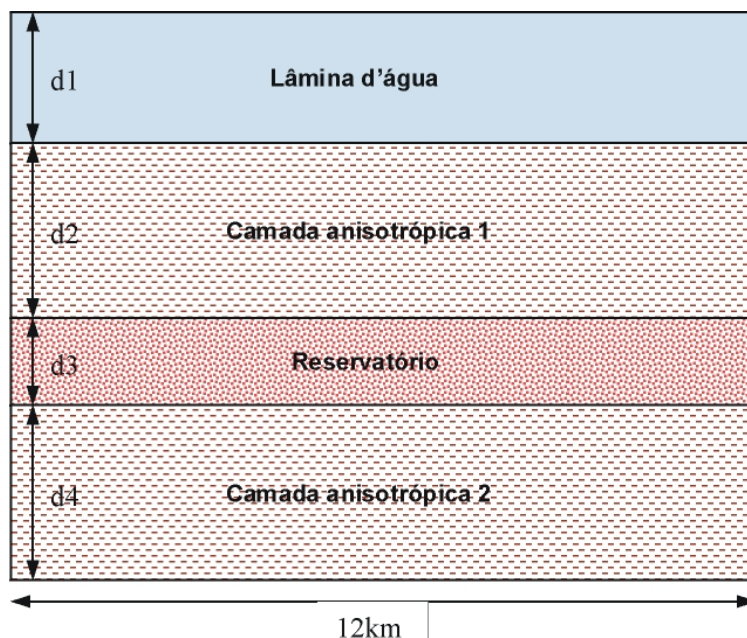 d1
Lâmina d'água
d2
Camada anisotrópica 1
d3
Reservatório
d4
Camada anisotrópica 2
12km